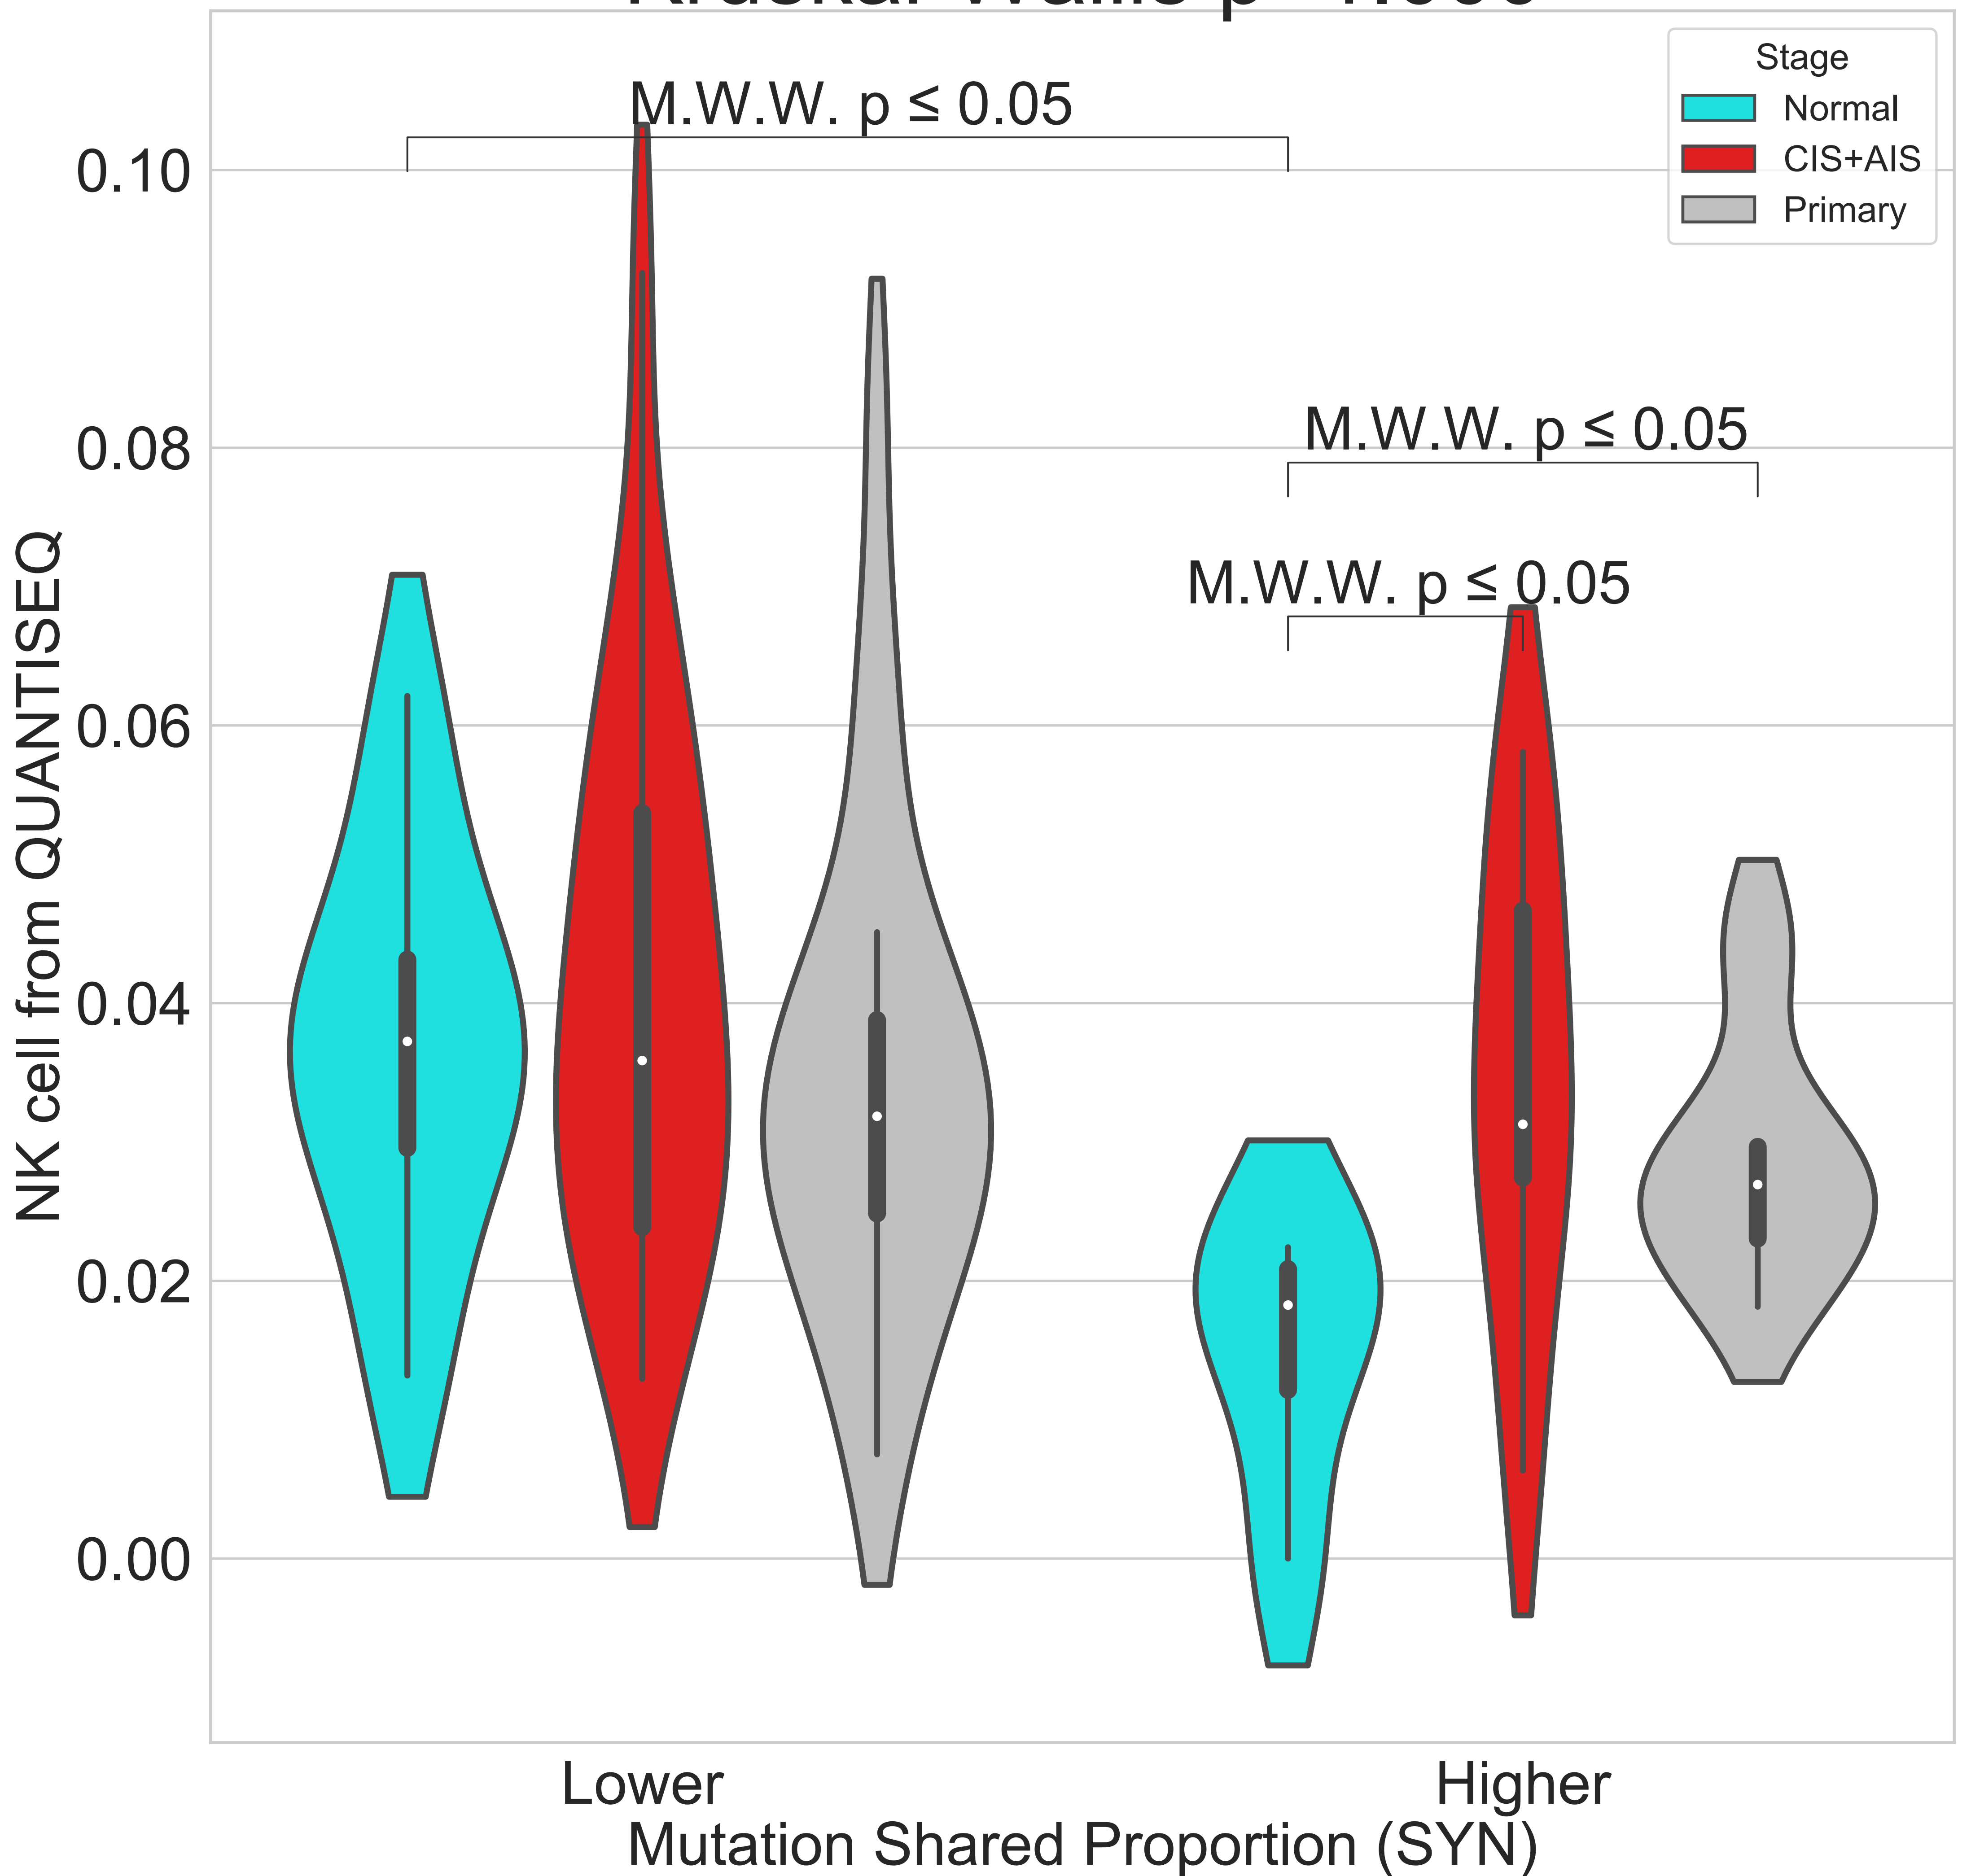 M.W.W. p ≤ 0.05
Stage
Normal
CIS+AIS
Primary
0.10
0.08
0.06
0.04
0.02
0.00
M.W.W. p ≤ 0.05
M.W.W. p ≤ 0.05
NK cell from QUANTISEQ
Lower
Higher
Mutation Shared Proportion (SYN)